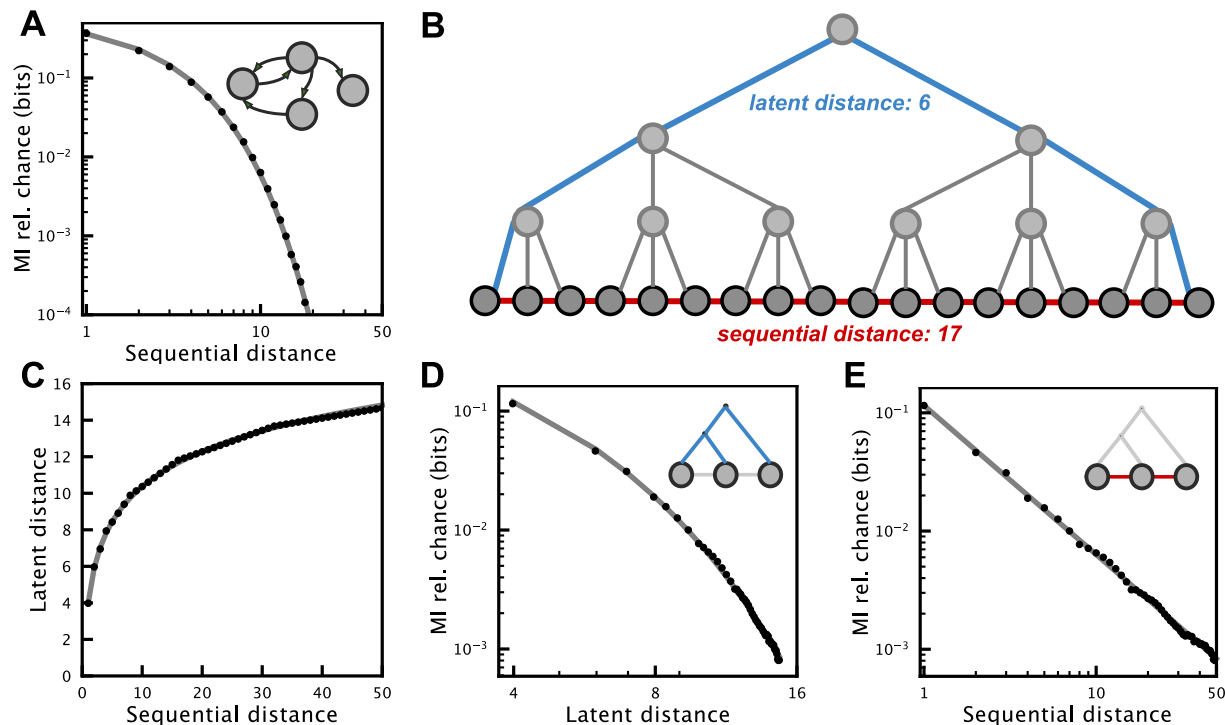 A
MI rel. chance (bits)
10⁻¹
10⁻²
10⁻³
10⁻⁴
1
10
50
Sequential distance
B
latent distance: 6
sequential distance: 17
C
Latent distance
16
14
12
10
8
6
4
2
0
0
10
20
30
40
50
Sequential distance
D
MI rel. chance (bits)
10⁻¹
10⁻²
10⁻³
4
8
16
Latent distance
E
MI rel. chance (bits)
10⁻¹
10⁻²
10⁻³
1
10
50
Sequential distance